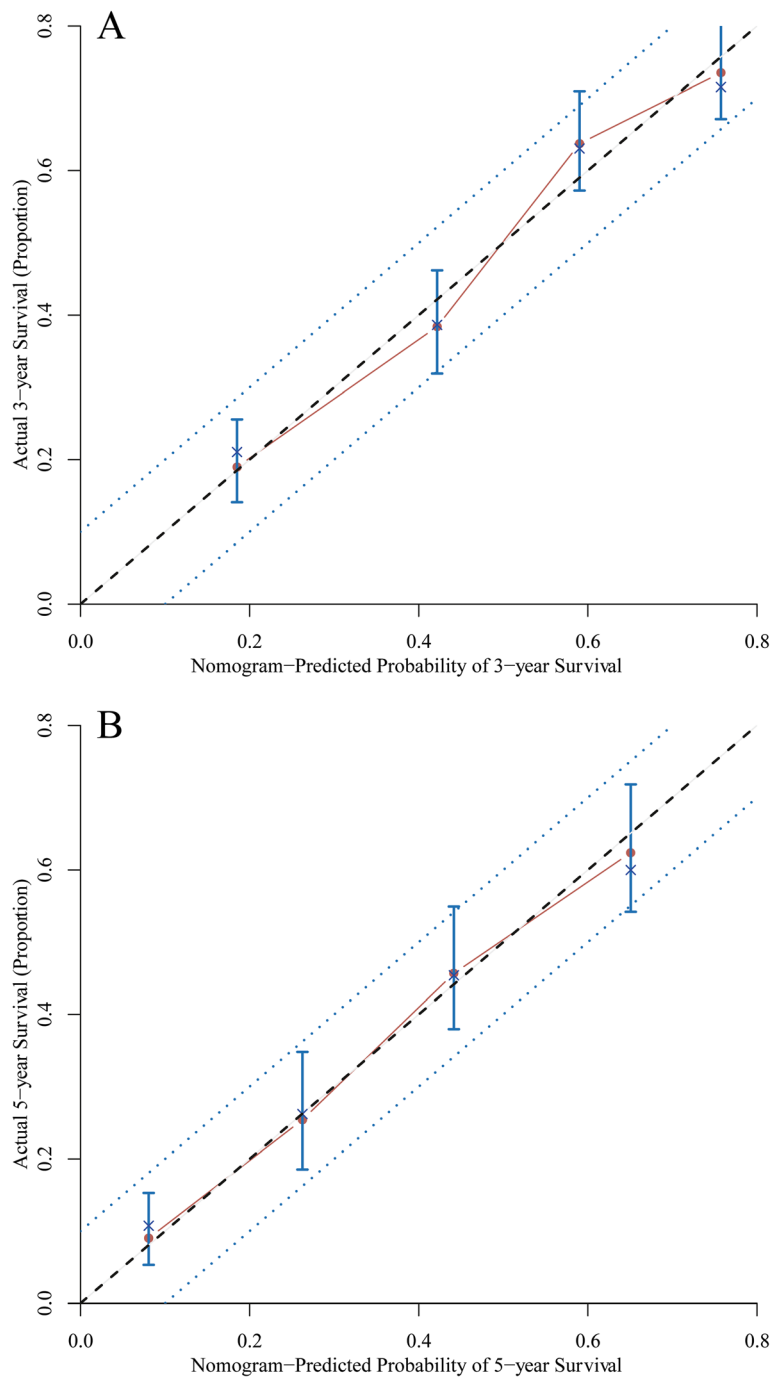 A
0.8
0.6
0.4
0.2
0.0
Actual 3−year Survival (Proportion)
0.0 0.2 0.4 0.6 0.8
Nomogram−Predicted Probability of 3−year Survival
B
0.8
0.6
0.4
0.2
0.0
Actual 5−year Survival (Proportion)
0.0 0.2 0.4 0.6 0.8
Nomogram−Predicted Probability of 5−year Survival